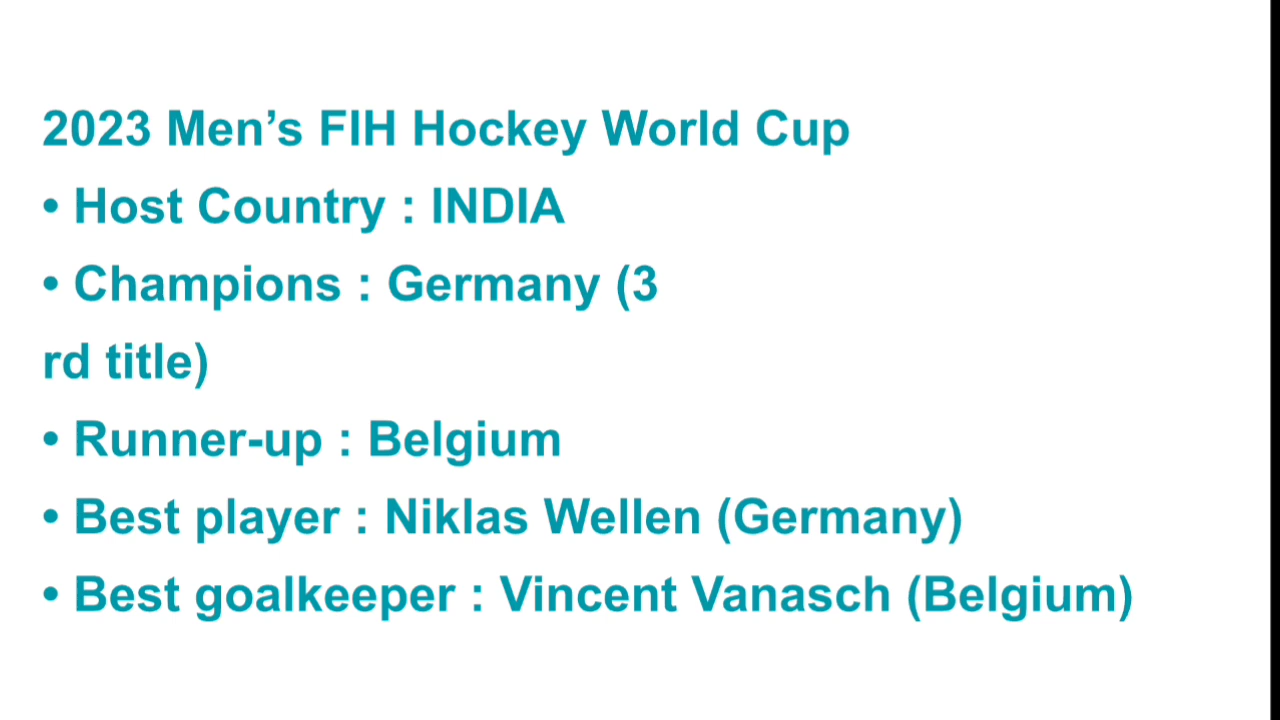 2023 Men’s FIH Hockey World Cup
• Host Country : INDIA
• Champions : Germany (3
rd title)
• Runner-up : Belgium
• Best player : Niklas Wellen (Germany)
• Best goalkeeper : Vincent Vanasch (Belgium)